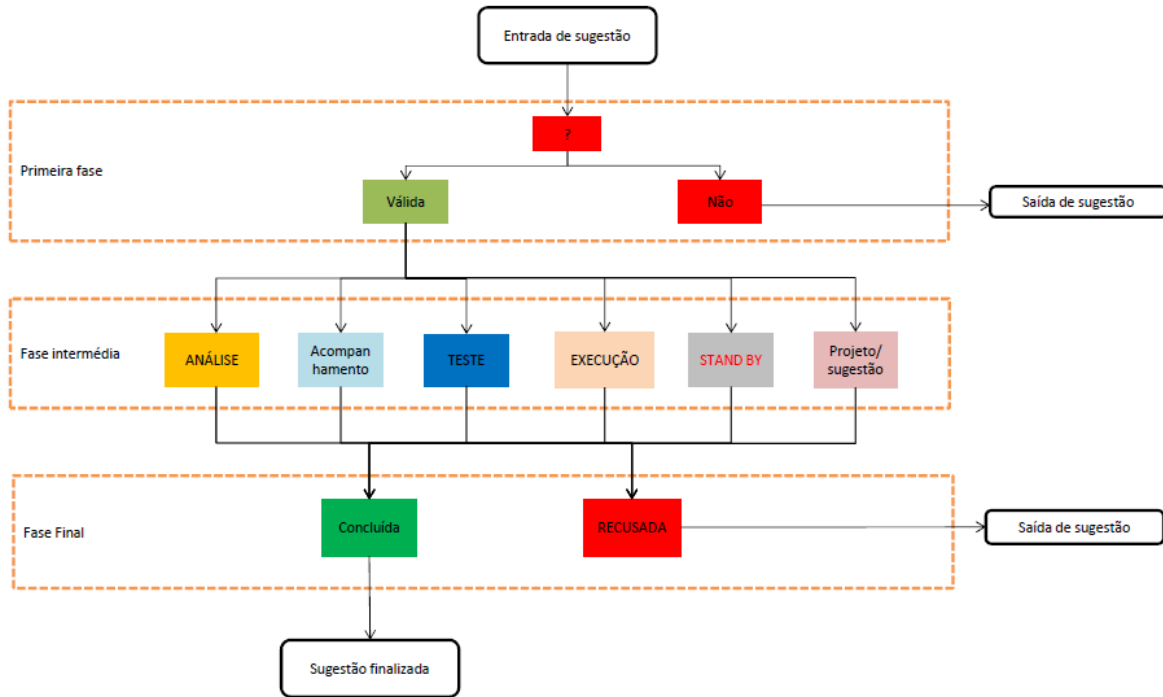 Entrada de sugestão
?
Primeira fase
Válida
Não
Saída de sugestão
Fase intermédia
ANÁLISE
Acompan
hamento
TESTE
EXECUÇÃO
STAND BY
Projeto/
sugestão
Fase Final
Concluída
RECUSADA
Saída de sugestão
Sugestão finalizada